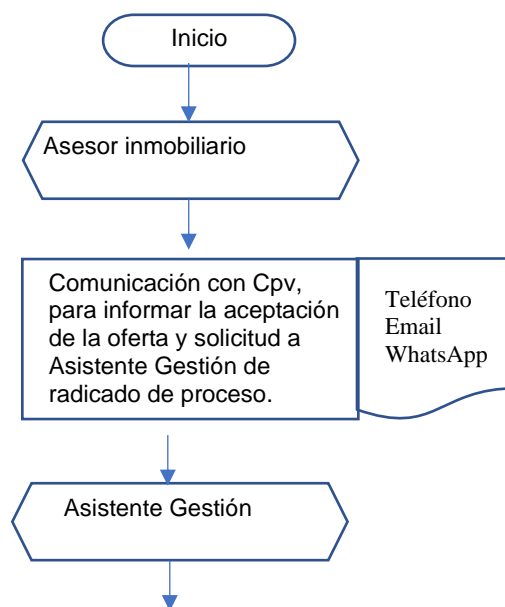 Inicio
Asesor inmobiliario
Comunicación con Cpv,
para informar la aceptación
de la oferta y solicitud a
Asistente Gestión de
radicado de proceso.
Teléfono
Email
WhatsApp
Asistente Gestión